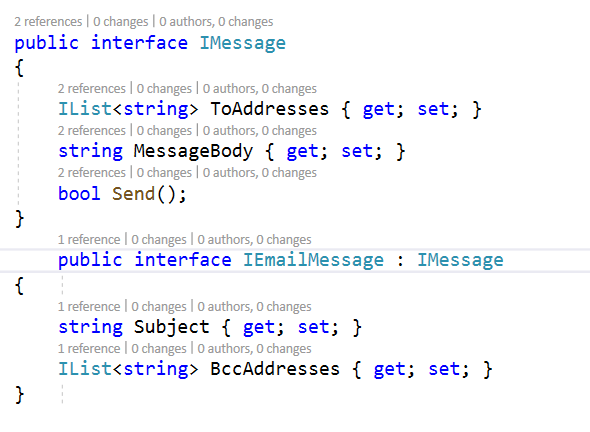 2 references | 0 changes | 0 authors, 0 changes
public interface IMessage
{
2 references | 0 changes | 0 authors, 0 changes
IList<string> ToAddresses { get; set; }
2 references | 0 changes | 0 authors, 0 changes
string MessageBody { get; set; }
2 references | 0 changes | 0 authors, 0 changes
bool Send();
}
1 reference | 0 changes | 0 authors, 0 changes
public interface IEmailMessage : IMessage
{
1 reference | 0 changes | 0 authors, 0 changes
string Subject { get; set; }
1 reference | 0 changes | 0 authors, 0 changes
IList<string> BccAddresses { get; set; }
}